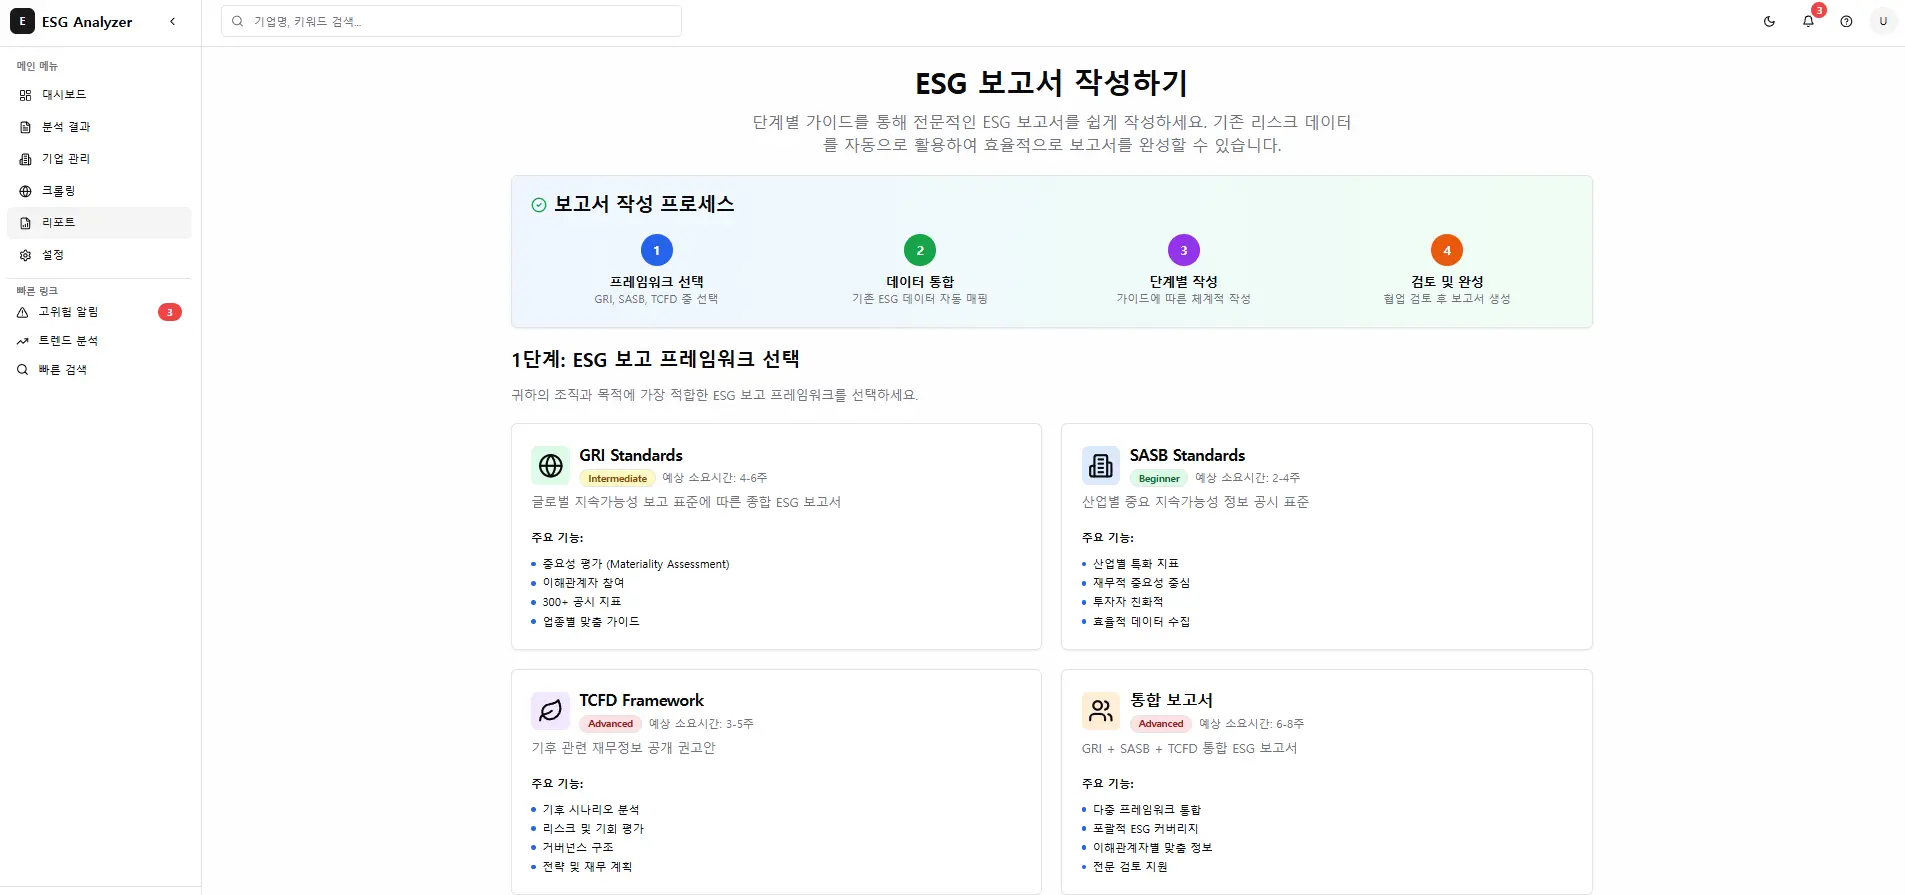 E ESG Analyzer
기업명, 키워드 검색...
3
U
메인 메뉴
대시보드
분석 결과
기업 관리
크롤링
리포트
설정
빠른 링크
고위험 알림 3
트렌드 분석
빠른 검색
ESG 보고서 작성하기
단계별 가이드를 통해 전문적인 ESG 보고서를 쉽게 작성하세요. 기존 리스크 데이터
를 자동으로 활용하여 효율적으로 보고서를 완성할 수 있습니다.
보고서 작성 프로세스
1
프레임워크 선택
GRI, SASB, TCFD 중 선택
2
데이터 통합
기존 ESG 데이터 자동 매핑
3
단계별 작성
가이드에 따른 체계적 작성
4
검토 및 완성
협업 검토 후 보고서 생성
1단계: ESG 보고 프레임워크 선택
귀하의 조직과 목적에 가장 적합한 ESG 보고 프레임워크를 선택하세요.
GRI Standards
Intermediate 예상 소요시간: 4-6주
글로벌 지속가능성 보고 표준에 따른 종합 ESG 보고서
주요 기능:
중요성 평가 (Materiality Assessment)
이해관계자 참여
300+ 공시 지표
업종별 맞춤 가이드
SASB Standards
Beginner 예상 소요시간: 2-4주
산업별 중요 지속가능성 정보 공시 표준
주요 기능:
산업별 특화 지표
재무적 중요성 중심
투자자 친화적
효율적 데이터 수집
TCFD Framework
Advanced 예상 소요시간: 3-5주
기후 관련 재무정보 공개 권고안
주요 기능:
기후 시나리오 분석
리스크 및 기회 평가
거버넌스 구조
전략 및 재무 계획
통합 보고서
Advanced 예상 소요시간: 6-8주
GRI + SASB + TCFD 통합 ESG 보고서
주요 기능:
다중 프레임워크 통합
포괄적 ESG 커버리지
이해관계자별 맞춤 정보
전문 검토 지원